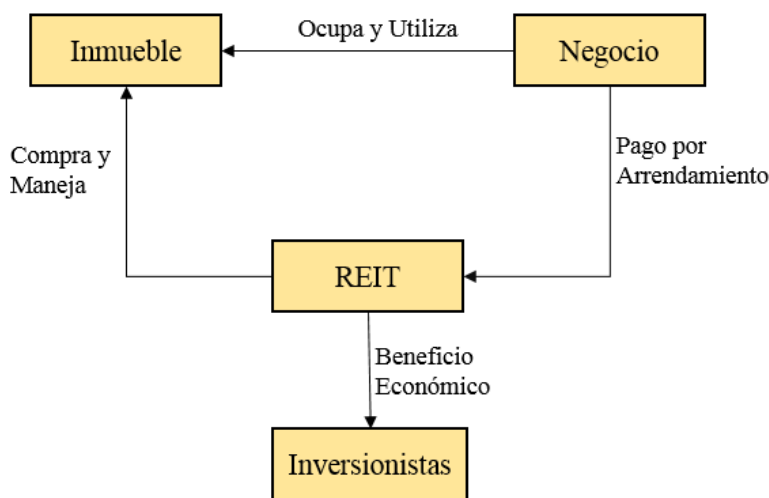 Ocupa y Utiliza
Inmueble
Negocio
Compra y
Maneja
Pago por
Arrendamiento
REIT
Beneficio
Económico
Inversionistas